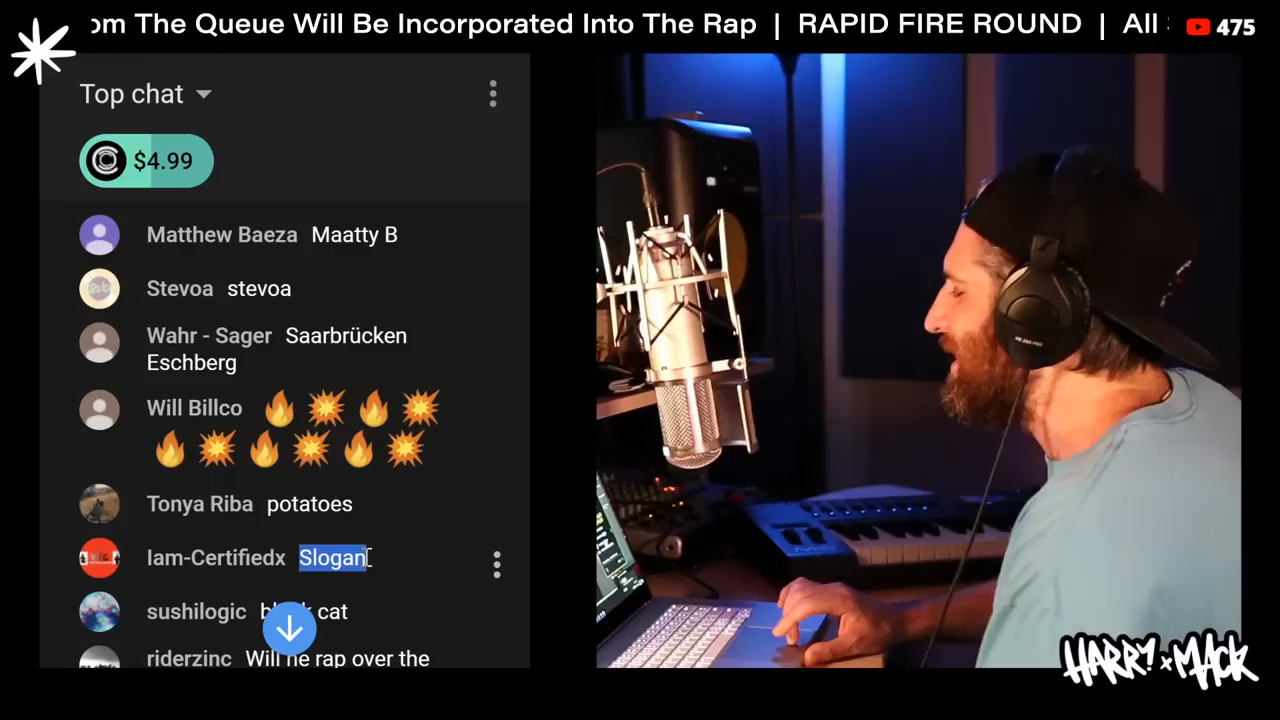 om The Queue Will Be Incorporated Into The Rap | RAPID FIRE ROUND | All
475
Top chat
$4.99
Matthew Baeza Maatty B
Stevoa stevoa
Wahr - Sager Saarbrücken
Eschberg
Will Billco
Tonya Riba potatoes
Iam-Certifiedx Slogan
sushilogic black cat
riderzinc Will he rap over the
HARRY MACK